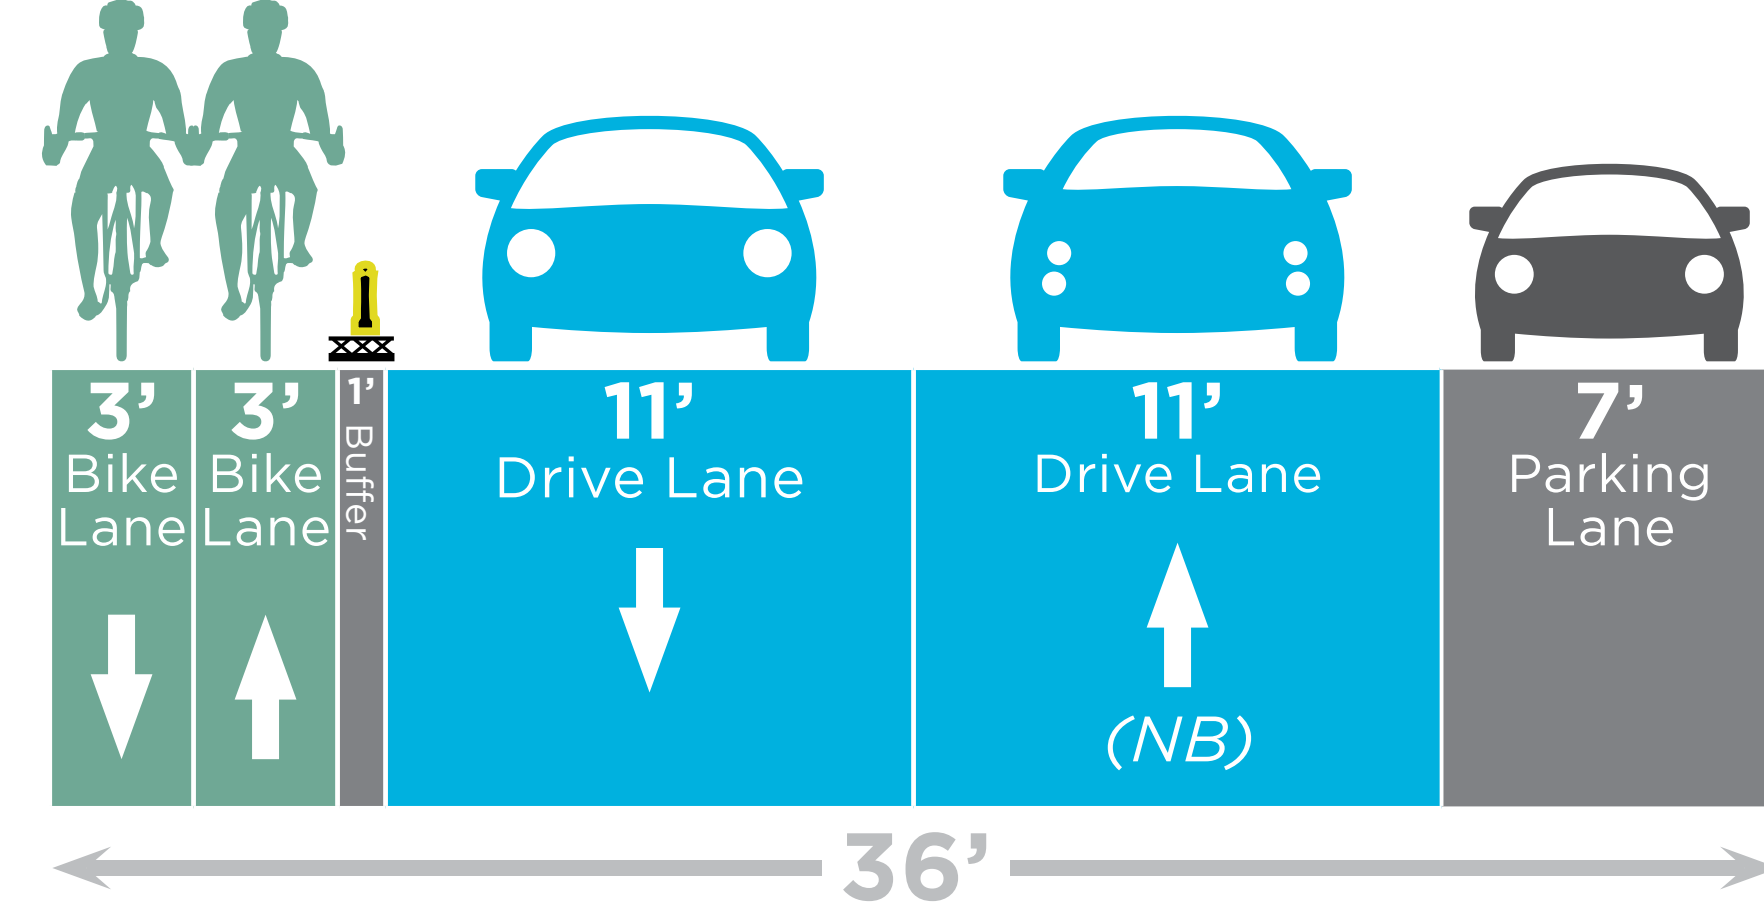 3’
Bike
Lane
3’
Bike
Lane
1’
Buffer
11’
Drive Lane
11’
Drive Lane
(NB)
7’
Parking
Lane
36’